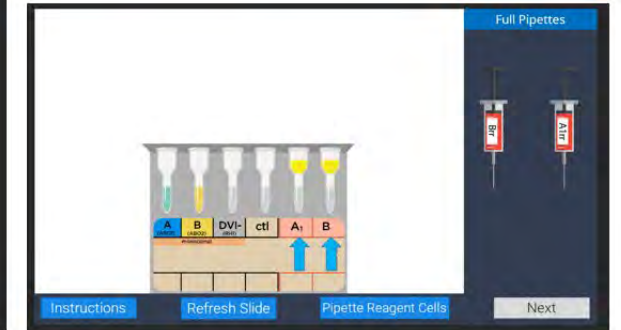 Full Pipettes
Brr
A1rr
A B DVI- ctl A1 B
Instructions Refresh Slide Pipette Reagent Cells Next